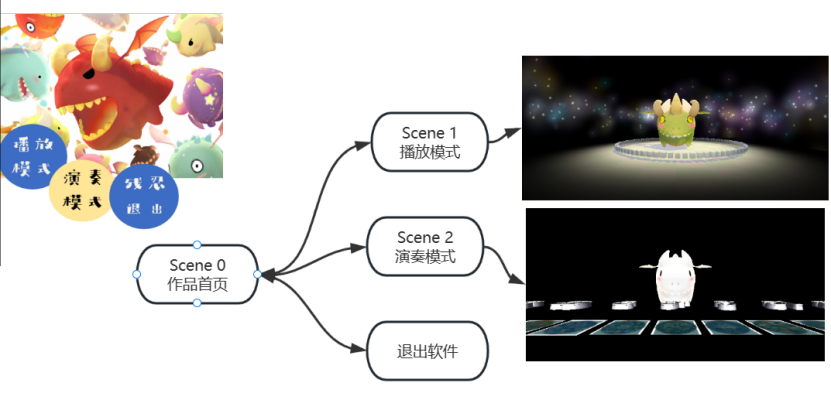 播放
模式
演奏
模式
残忍
退出
Scene 0
作品首页
Scene 1
播放模式
Scene 2
演奏模式
退出软件